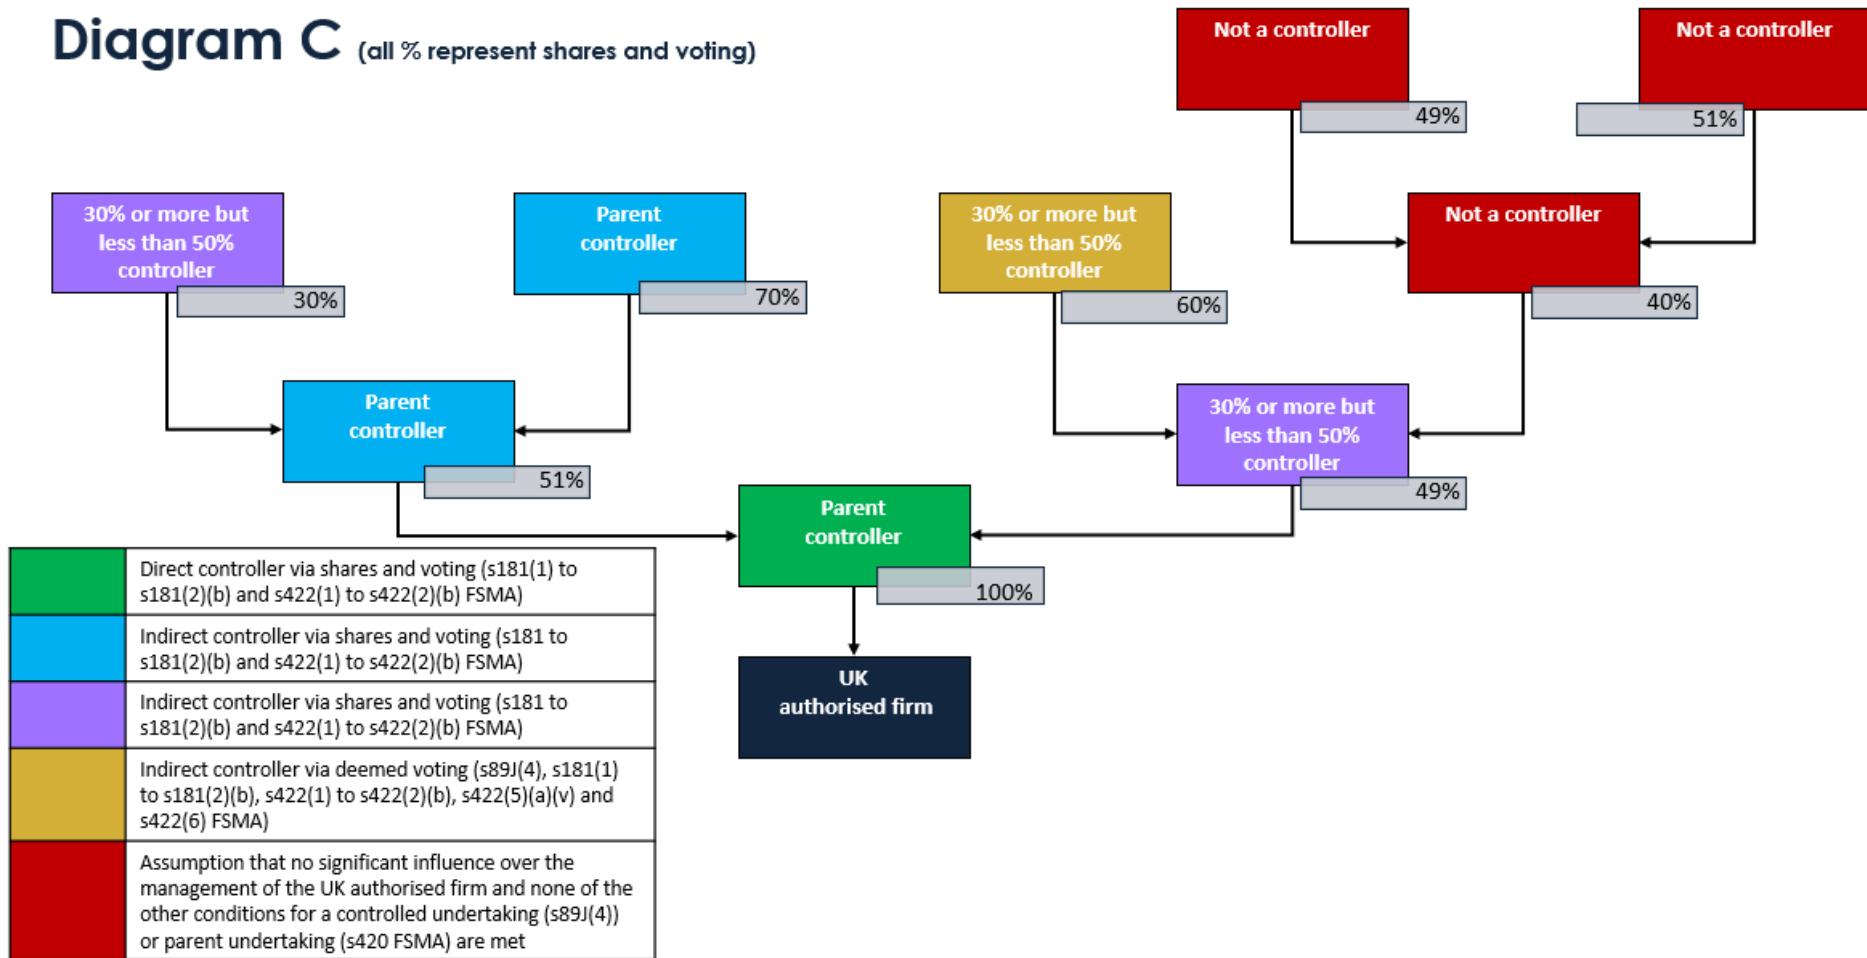 Diagram C (all % represent shares and voting)
Not a controller
49%
Not a controller
51%
30% or more but
less than 50%
controller
30%
Parent
controller
70%
30% or more but
less than 50%
controller
60%
Not a controller
40%
Parent
controller
51%
30% or more but
less than 50%
controller
49%
Parent
controller
100%
UK
authorised firm
Direct controller via shares and voting (s181(1) to
s181(2)(b) and s422(1) to s422(2)(b) FSMA)
Indirect controller via shares and voting (s181 to
s181(2)(b) and s422(1) to s422(2)(b) FSMA)
Indirect controller via shares and voting (s181 to
s181(2)(b) and s422(1) to s422(2)(b) FSMA)
Indirect controller via deemed voting (s89J(4), s181(1)
to s181(2)(b), s422(1) to s422(2)(b), s422(5)(a)(v) and
s422(6) FSMA)
Assumption that no significant influence over the
management of the UK authorised firm and none of the
other conditions for a controlled undertaking (s89J(4))
or parent undertaking (s420 FSMA) are met